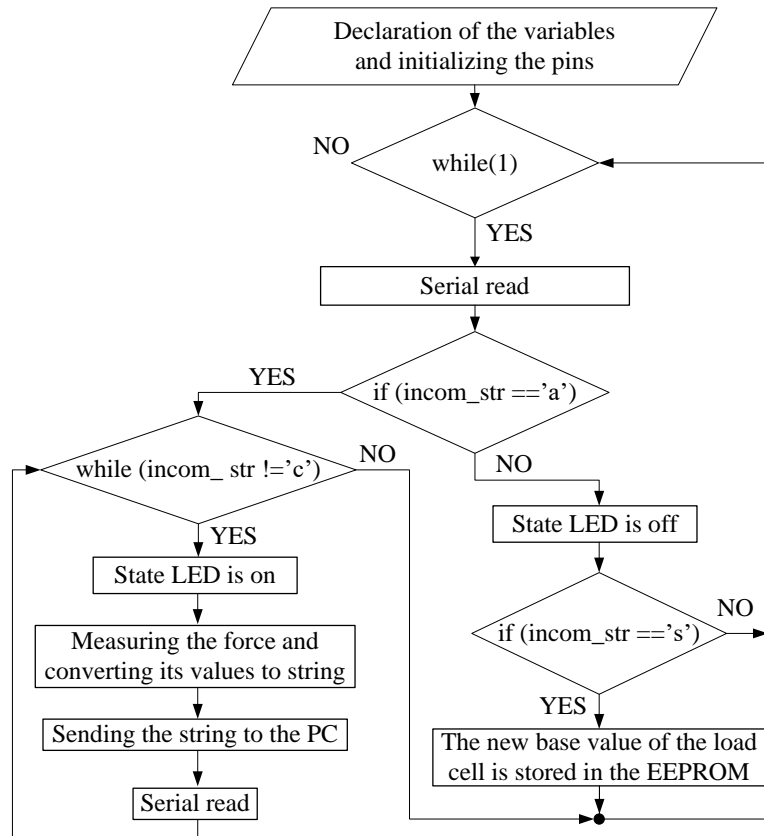 Declaration of the variables
and initializing the pins
NO
while(1)
YES
Serial read
YES
if (incom_str =='a')
NO
while (incom_ str !='c')
NO
YES
State LED is off
State LED is on
if (incom_str =='s')
NO
Measuring the force and
converting its values to string
YES
Sending the string to the PC
The new base value of the load
cell is stored in the EEPROM
Serial read